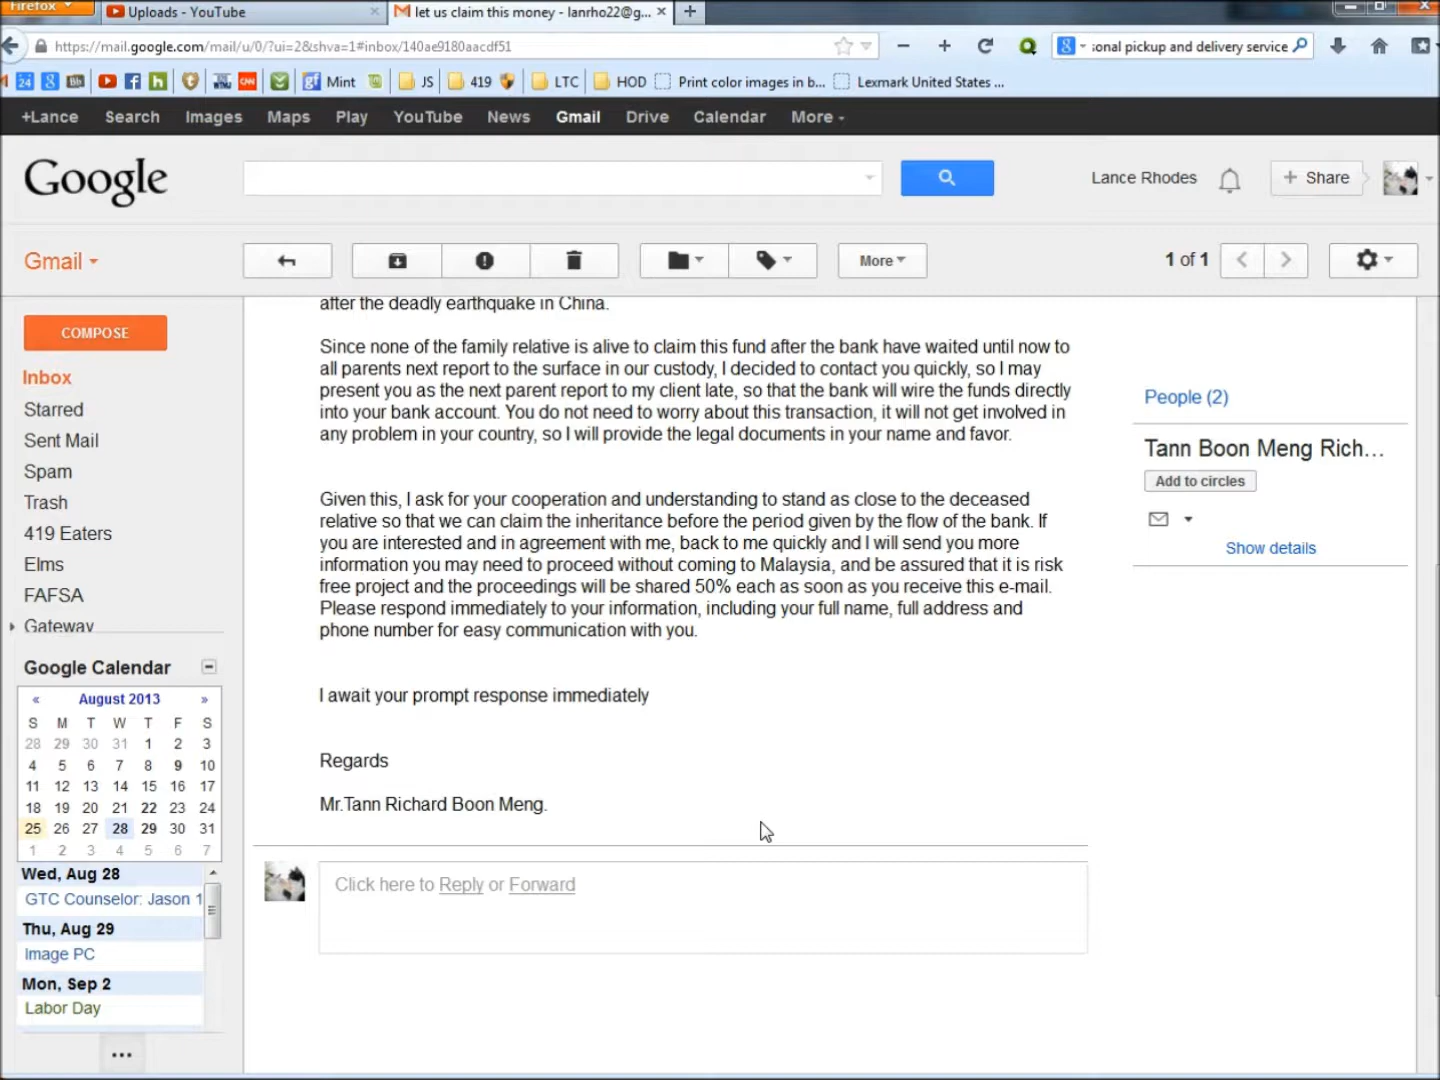 Firefox
Uploads - YouTube
let us claim this money - lanrho22@g...
https://mail.google.com/mail/u/0/?ui=2&shva=1#inbox/140ae9180aacdf51
:onal pickup and delivery service
24
Mint
JS
419
LTC
HOD
Print color images in b...
Lexmark United States ...
+Lance Search Images Maps Play YouTube News Gmail Drive Calendar More
Google
Lance Rhodes
+ Share
Gmail
More
1 of 1
COMPOSE
Inbox
Starred
Sent Mail
Spam
Trash
419 Eaters
Elms
FAFSA
Gateway
after the deadly earthquake in China.
Since none of the family relative is alive to claim this fund after the bank have waited until now to
all parents next report to the surface in our custody, I decided to contact you quickly, so I may
present you as the next parent report to my client late, so that the bank will wire the funds directly
into your bank account. You do not need to worry about this transaction, it will not get involved in
any problem in your country, so I will provide the legal documents in your name and favor.
Given this, I ask for your cooperation and understanding to stand as close to the deceased
relative so that we can claim the inheritance before the period given by the flow of the bank. If
you are interested and in agreement with me, back to me quickly and I will send you more
information you may need to proceed without coming to Malaysia, and be assured that it is risk
free project and the proceedings will be shared 50% each as soon as you receive this e-mail.
Please respond immediately to your information, including your full name, full address and
phone number for easy communication with you.
I await your prompt response immediately
Regards
Mr.Tann Richard Boon Meng.
Click here to Reply or Forward
People (2)
Tann Boon Meng Rich...
Add to circles
Show details
Google Calendar
« August 2013 »
S M T W T F S
28 29 30 31 1 2 3
4 5 6 7 8 9 10
11 12 13 14 15 16 17
18 19 20 21 22 23 24
25 26 27 28 29 30 31
1 2 3 4 5 6 7
Wed, Aug 28
GTC Counselor: Jason 1
Thu, Aug 29
Image PC
Mon, Sep 2
Labor Day